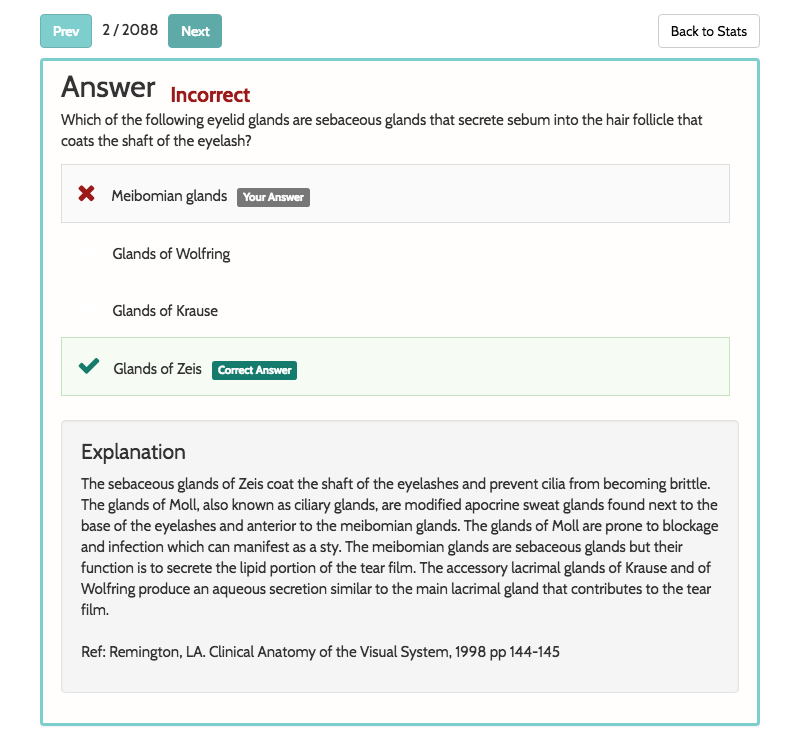 Prev 2 / 2088 Next Back to Stats
Answer Incorrect
Which of the following eyelid glands are sebaceous glands that secrete sebum into the hair follicle that
coats the shaft of the eyelash?
Meibomian glands Your Answer
Glands of Wolfring
Glands of Krause
Glands of Zeis Correct Answer
Explanation
The sebaceous glands of Zeis coat the shaft of the eyelashes and prevent cilia from becoming brittle.
The glands of Moll, also known as ciliary glands, are modified apocrine sweat glands found next to the
base of the eyelashes and anterior to the meibomian glands. The glands of Moll are prone to blockage
and infection which can manifest as a sty. The meibomian glands are sebaceous glands but their
function is to secrete the lipid portion of the tear film. The accessory lacrimal glands of Krause and of
Wolfring produce an aqueous secretion similar to the main lacrimal gland that contributes to the tear
film.
Ref: Remington, LA. Clinical Anatomy of the Visual System, 1998 pp 144-145